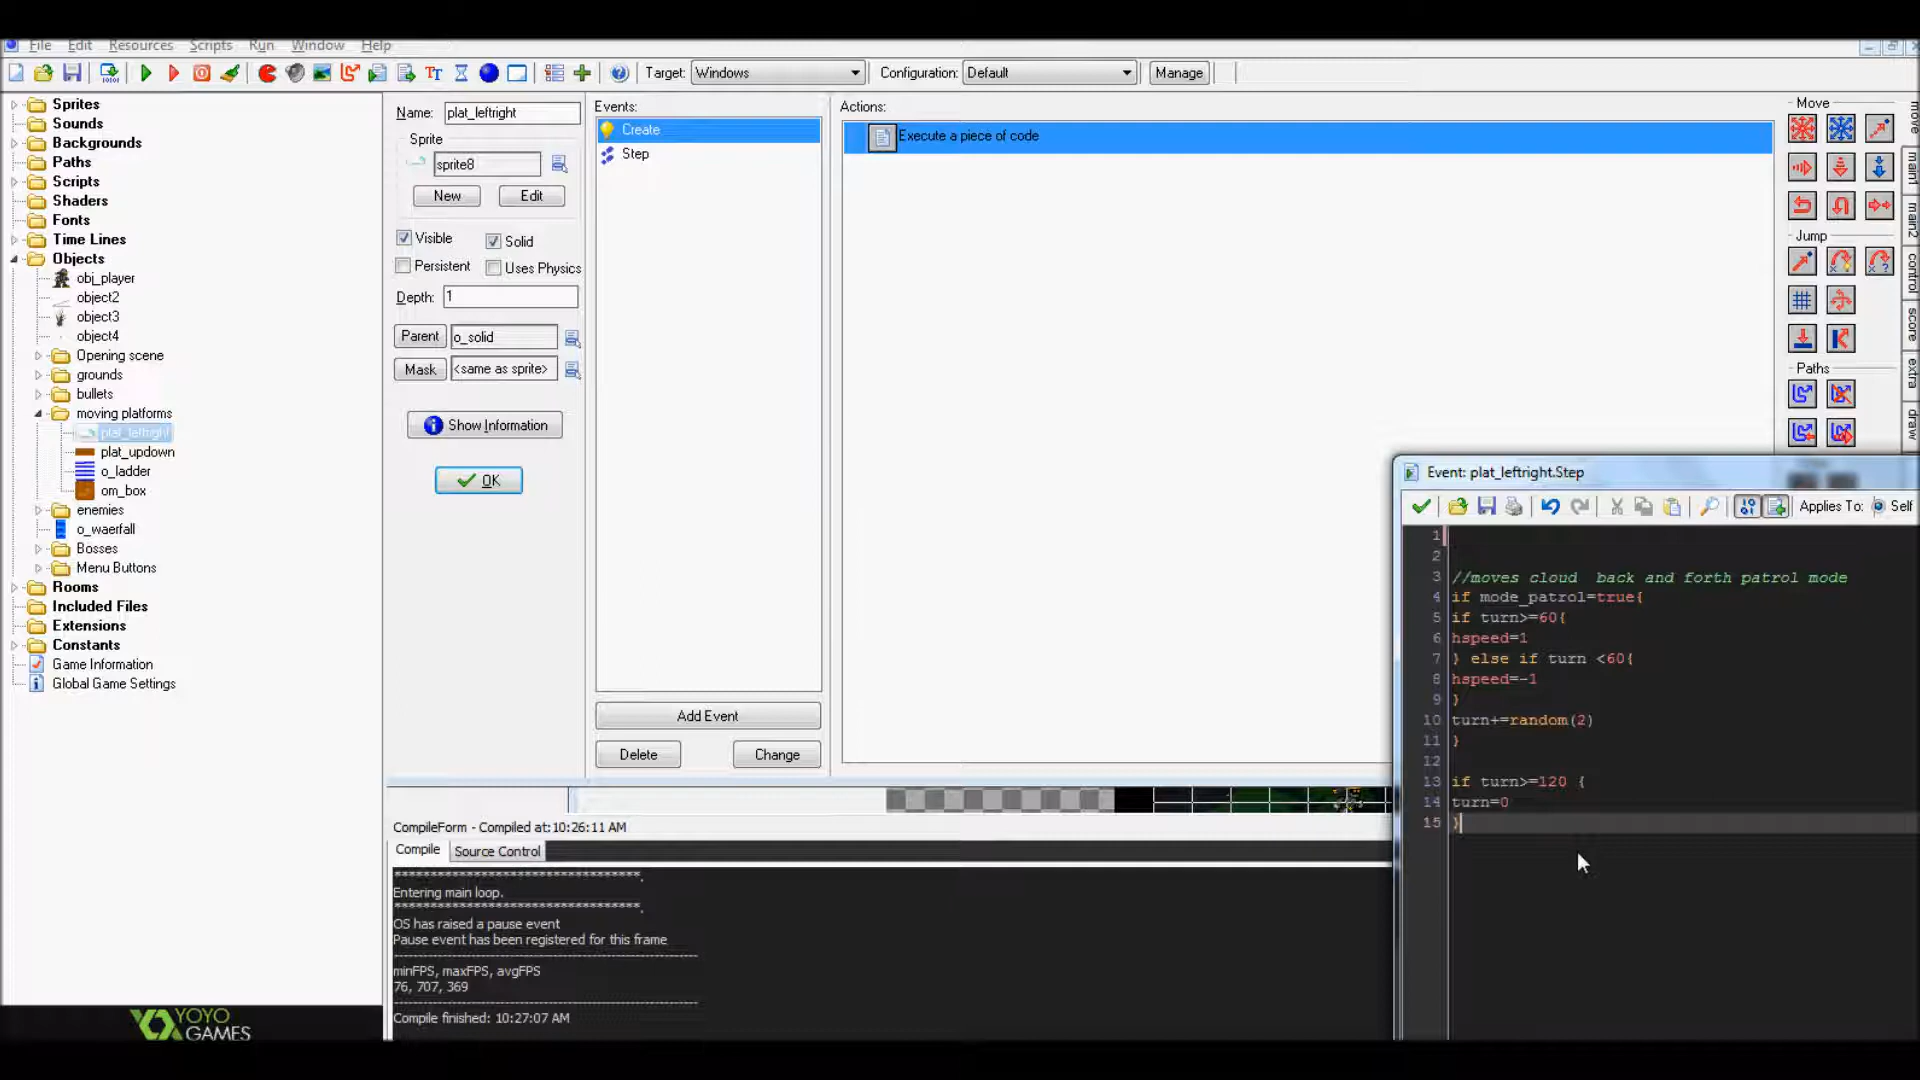 File Edit Resources Scripts Run Window Help
Target: Windows Configuration: Default Manage
Sprites
Sounds
Backgrounds
Paths
Scripts
Shaders
Fonts
Time Lines
Objects
obj_player
object2
object3
object4
Opening scene
grounds
bullets
moving platforms
plat_leftright
plat_updown
o_ladder
om_box
enemies
o_waerfall
Bosses
Menu Buttons
Rooms
Included Files
Extensions
Constants
Game Information
Global Game Settings
YOYO
GAMES
Name: plat_leftright
Sprite
sprite8
New Edit
Visible Solid
Persistent Uses Physics
Depth: 1
Parent o_solid
Mask <same as sprite>
Show Information
OK
Events:
Create
Step
Add Event
Delete Change
Actions:
Execute a piece of code
Move
Jump
Paths
move
main1
main2
control
score
extra
draw
CompileForm - Compiled at:10:26:11 AM
Compile Source Control
***********************************.
Entering main loop.
***********************************.
OS has raised a pause event
Pause event has been registered for this frame
minFPS, maxFPS, avgFPS
76, 707, 369
Compile finished: 10:27:07 AM
Event: plat_leftright.Step
Applies To: Self
1
2
3 //moves cloud  back and forth patrol mode
4 if mode_patrol=true{
5 if turn>=60{
6 hspeed=1
7 } else if turn <60{
8 hspeed=-1
9 }
10 turn+=random(2)
11 }
12
13 if turn>=120 {
14 turn=0
15 }